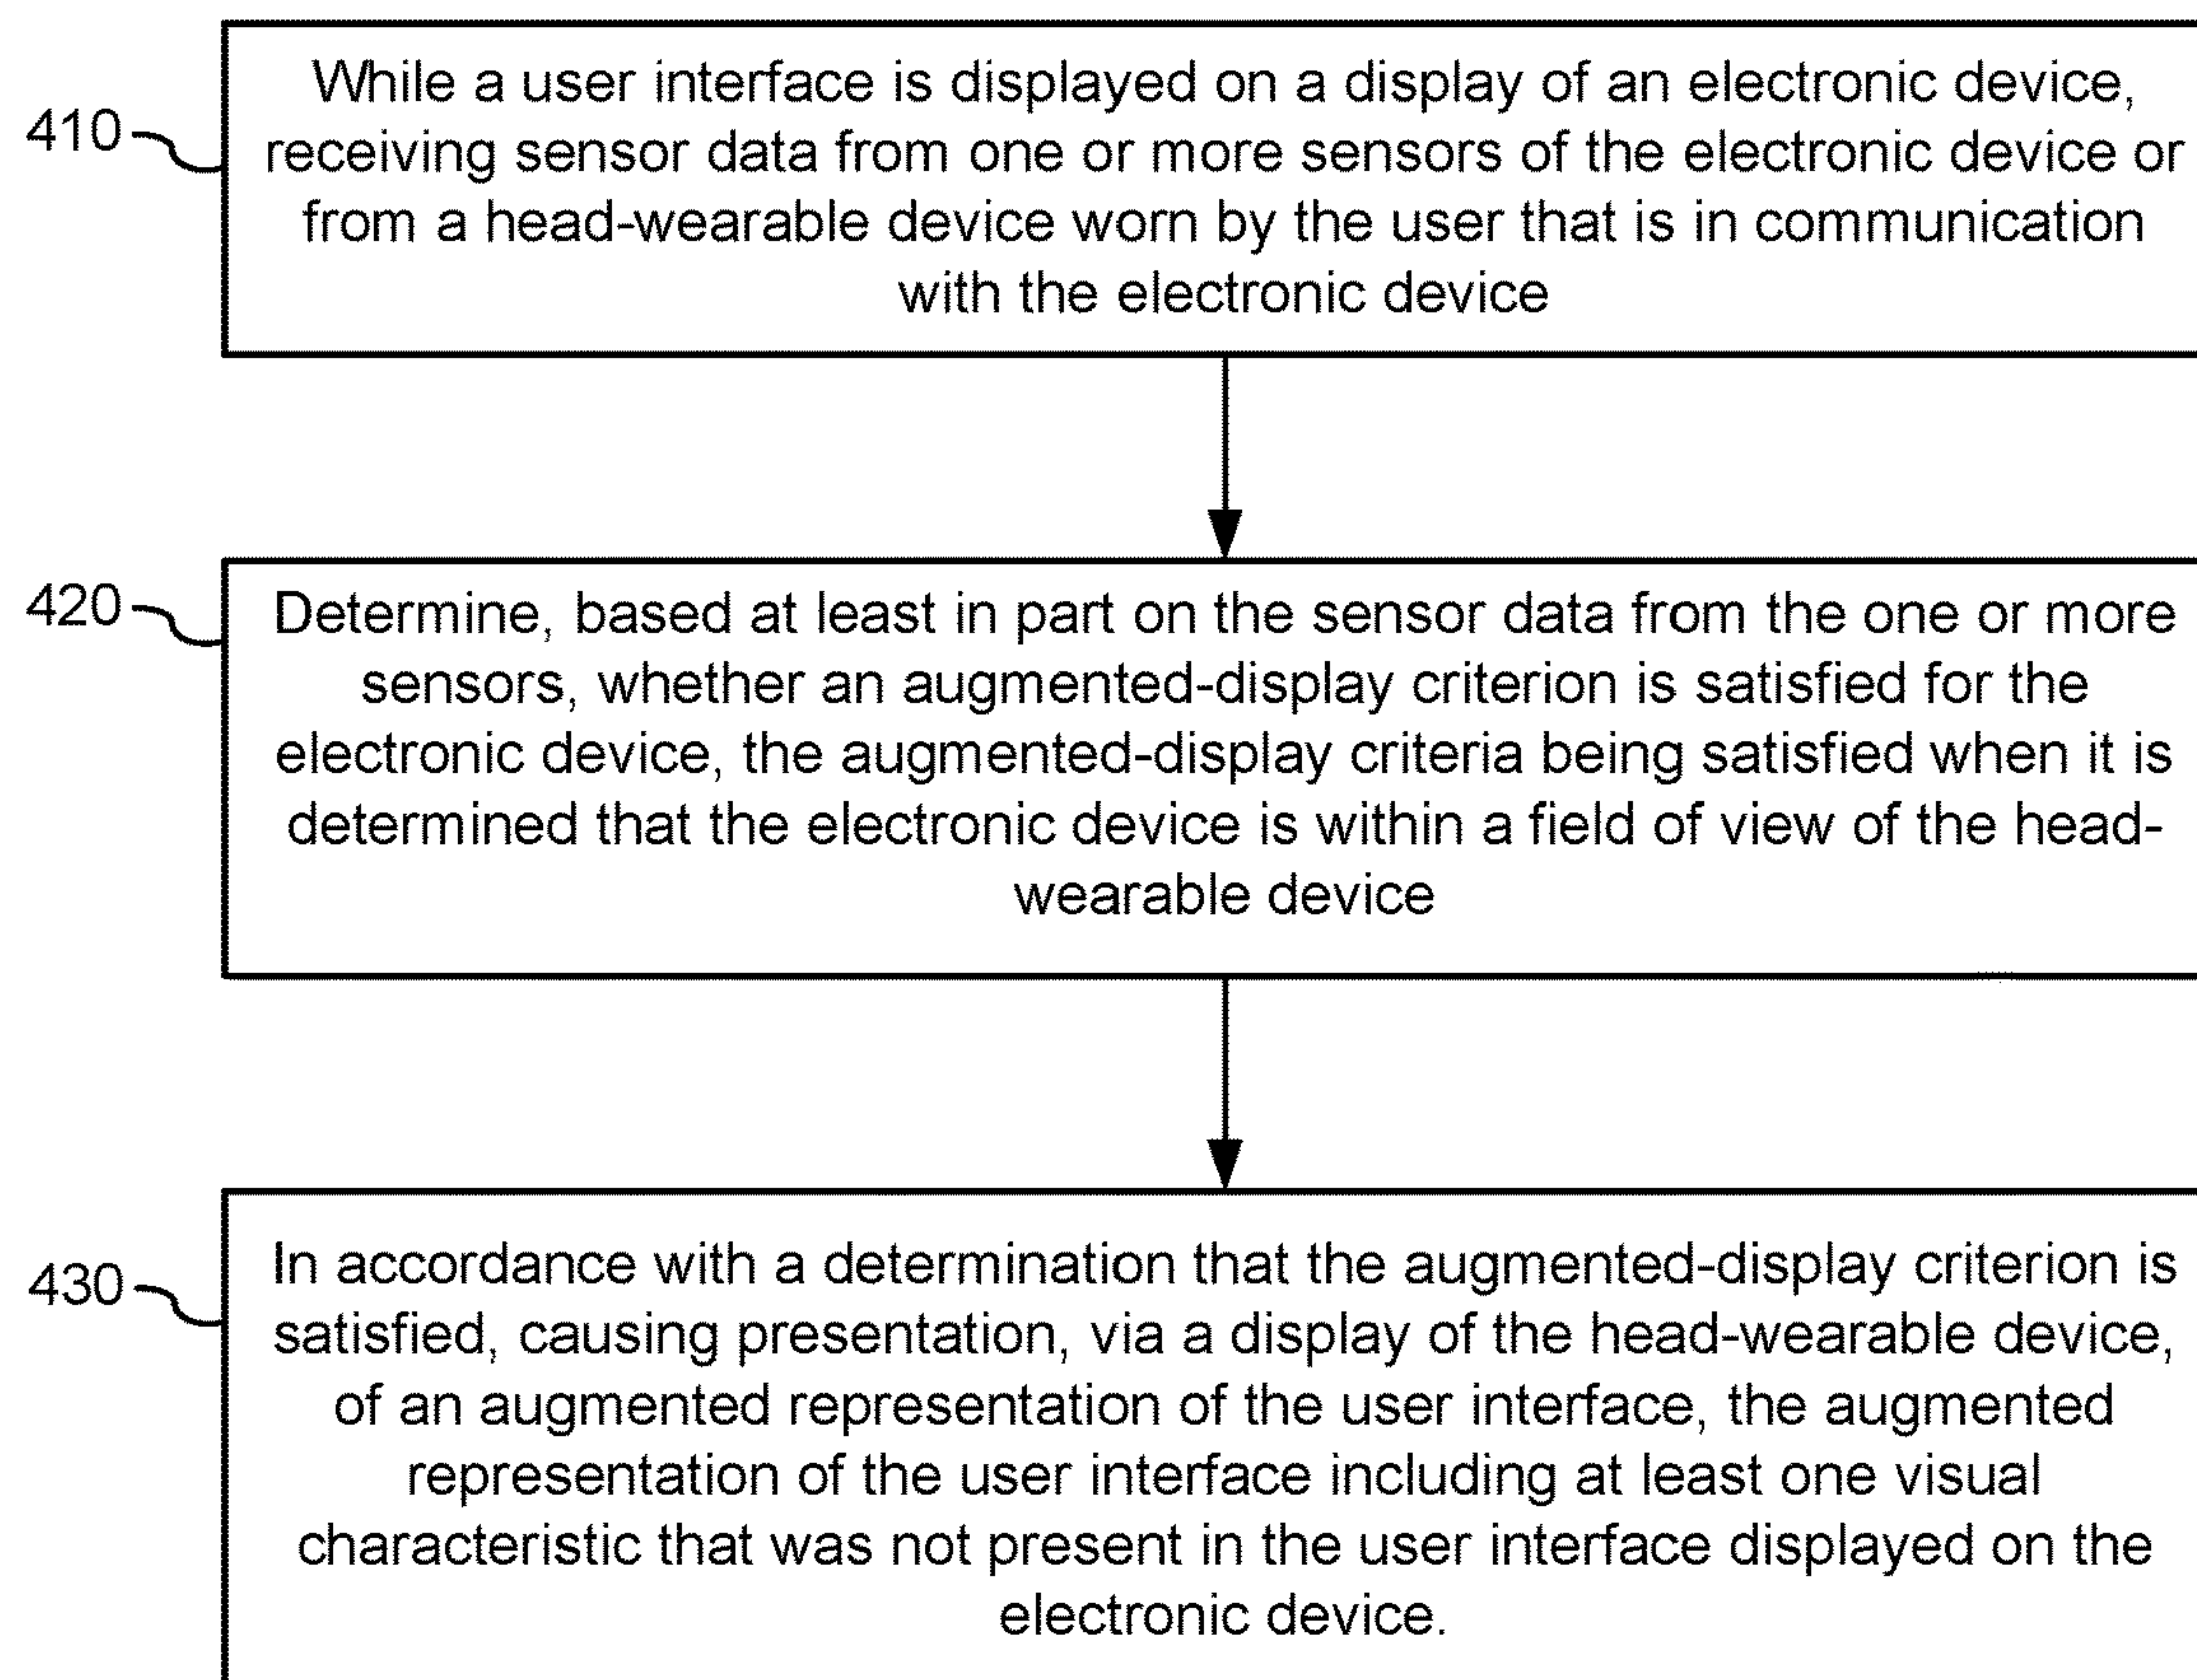 410
While a user interface is displayed on a display of an electronic device,
receiving sensor data from one or more sensors of the electronic device or
from a head-wearable device worn by the user that is in communication
with the electronic device
420
Determine, based at least in part on the sensor data from the one or more
sensors, whether an augmented-display criterion is satisfied for the
electronic device, the augmented-display criteria being satisfied when it is
determined that the electronic device is within a field of view of the head-
wearable device
430
In accordance with a determination that the augmented-display criterion is
satisfied, causing presentation, via a display of the head-wearable device,
of an augmented representation of the user interface, the augmented
representation of the user interface including at least one visual
characteristic that was not present in the user interface displayed on the
electronic device.